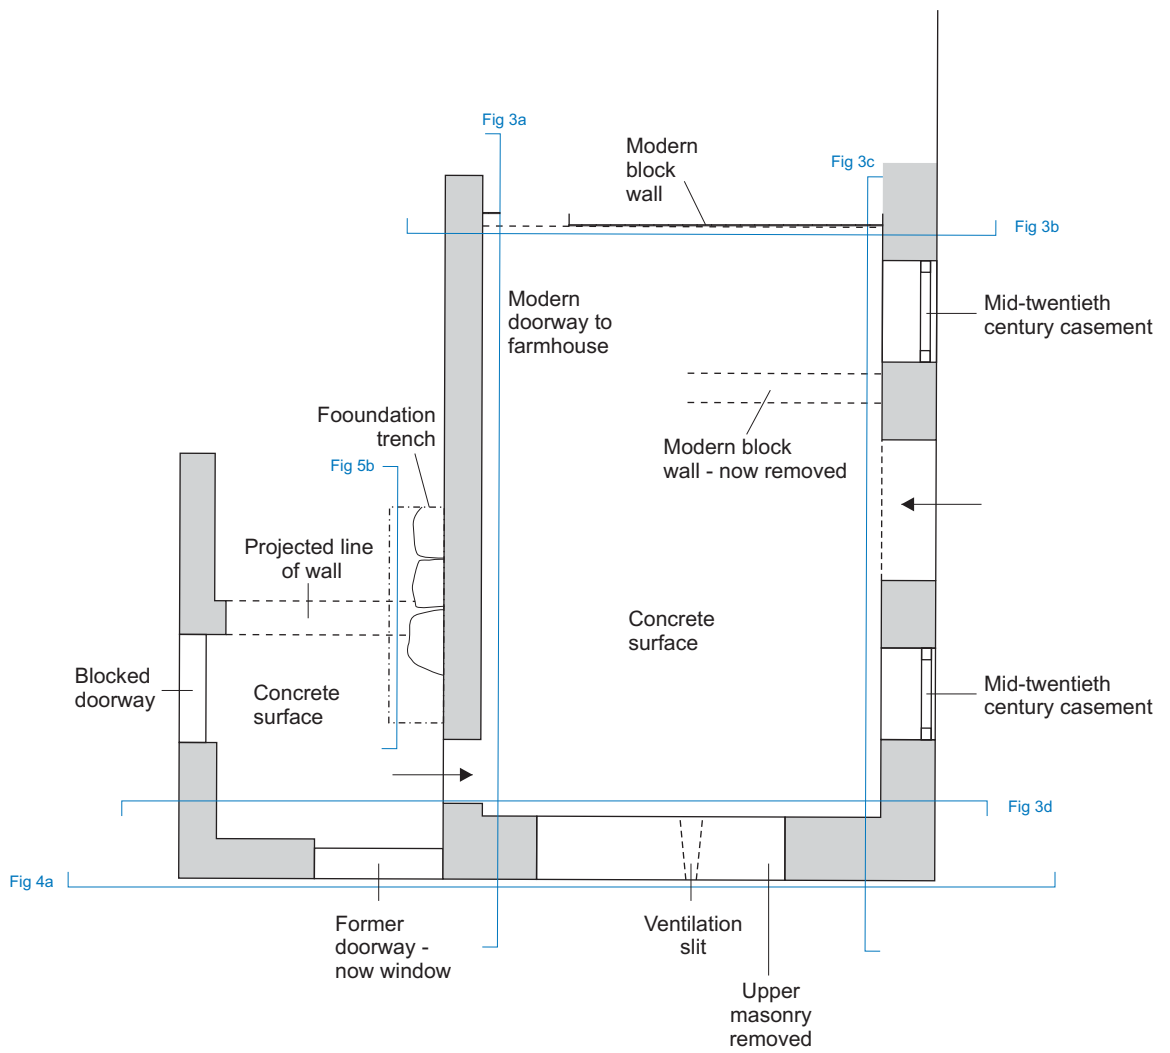 Fig 3a
Modern
block
wall
Fig 3c
Fig 3b
Modern
doorway to
farmhouse
Mid-twentieth
century casement
Fooundation
trench
Modern block
wall - now removed
Fig 5b
Projected line
of wall
Concrete
surface
Blocked
doorway
Concrete
surface
Mid-twentieth
century casement
Fig 3d
Fig 4a
Former
doorway -
now window
Ventilation
slit
Upper
masonry
removed